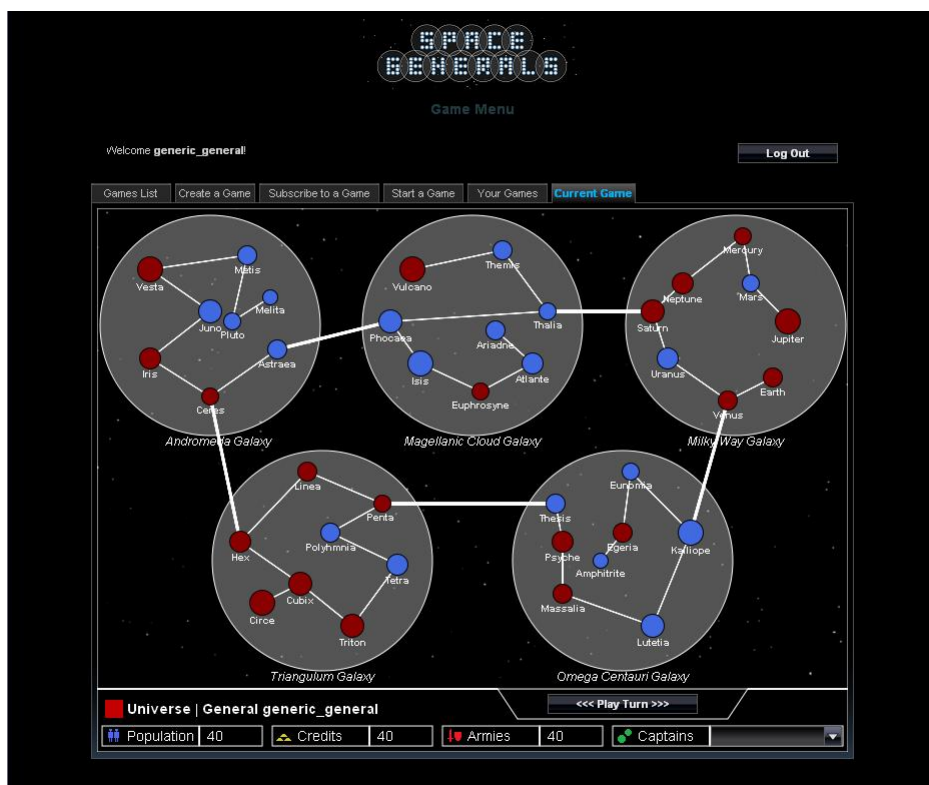 SPACE
GENERALS
Game Menu
Welcome generic_general!
Log Out
Games List
Create a Game
Subscribe to a Game
Start a Game
Your Games
Current Game
Vesta
Matis
Juno
Pluto
Melita
Iris
Astraea
Ceres
Andromeda Galaxy
Vulcano
Themis
Phocaea
Thalia
Ariadne
Isis
Atlante
Euphrosyne
Magellanic Cloud Galaxy
Mercury
Neptune
Mars
Saturn
Jupiter
Uranus
Earth
Venus
Milky Way Galaxy
Linea
Penta
Hex
Polyhmnia
Tetra
Cubix
Circe
Triton
Triangulum Galaxy
Eunomia
Thesis
Psyche
Egeria
Kalliope
Amphitrite
Massalia
Lutetia
Omega Centauri Galaxy
Universe | General generic_general
<<< Play Turn >>>
Population 40
Credits 40
Armies 40
Captains